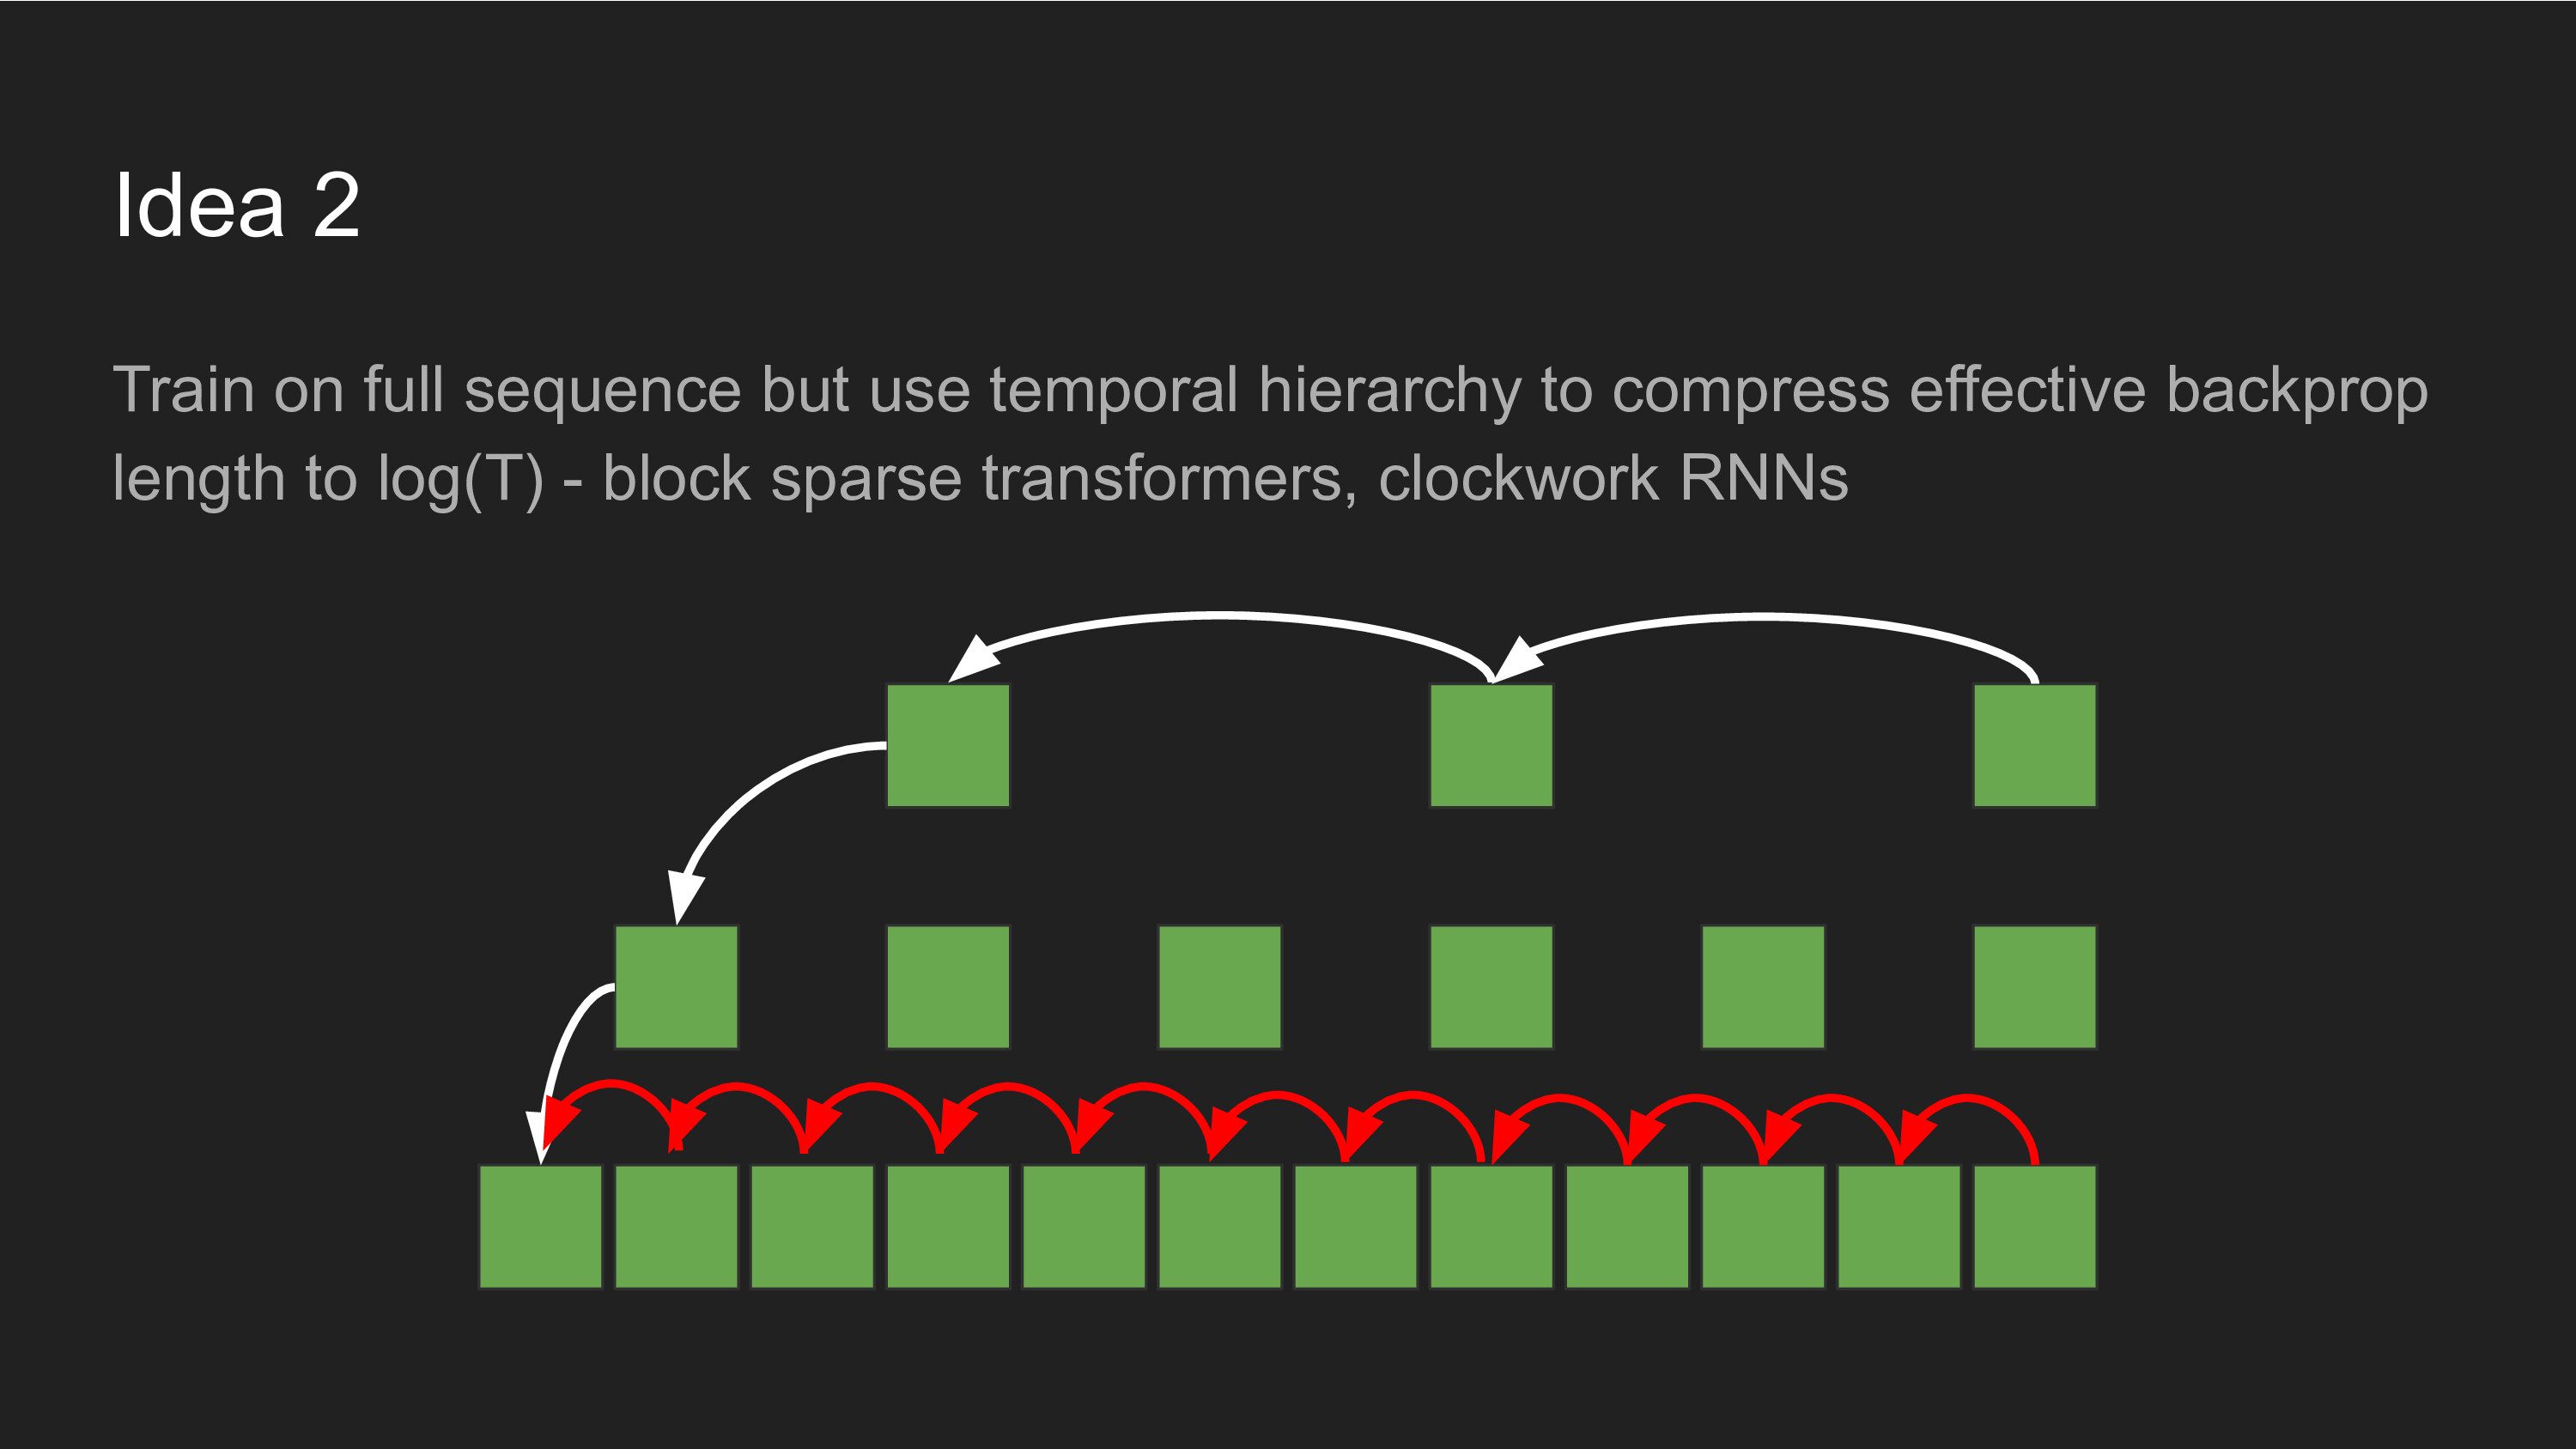 Idea 2
Train on full sequence but use temporal hierarchy to compress effective backprop
length to log(T) - block sparse transformers, clockwork RNNs